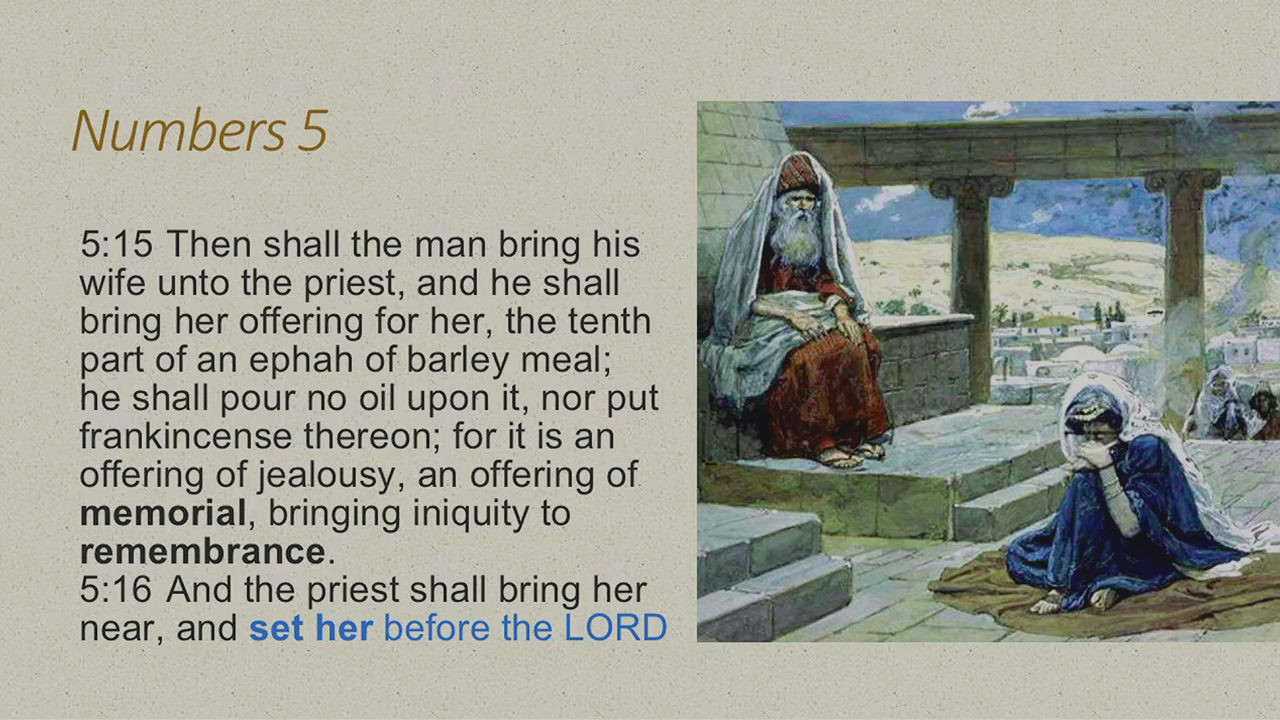 Numbers 5
5:15 Then shall the man bring his
wife unto the priest, and he shall
bring her offering for her, the tenth
part of an ephah of barley meal;
he shall pour no oil upon it, nor put
frankincense thereon; for it is an
offering of jealousy, an offering of
memorial, bringing iniquity to
remembrance.
5:16 And the priest shall bring her
near, and set her before the LORD